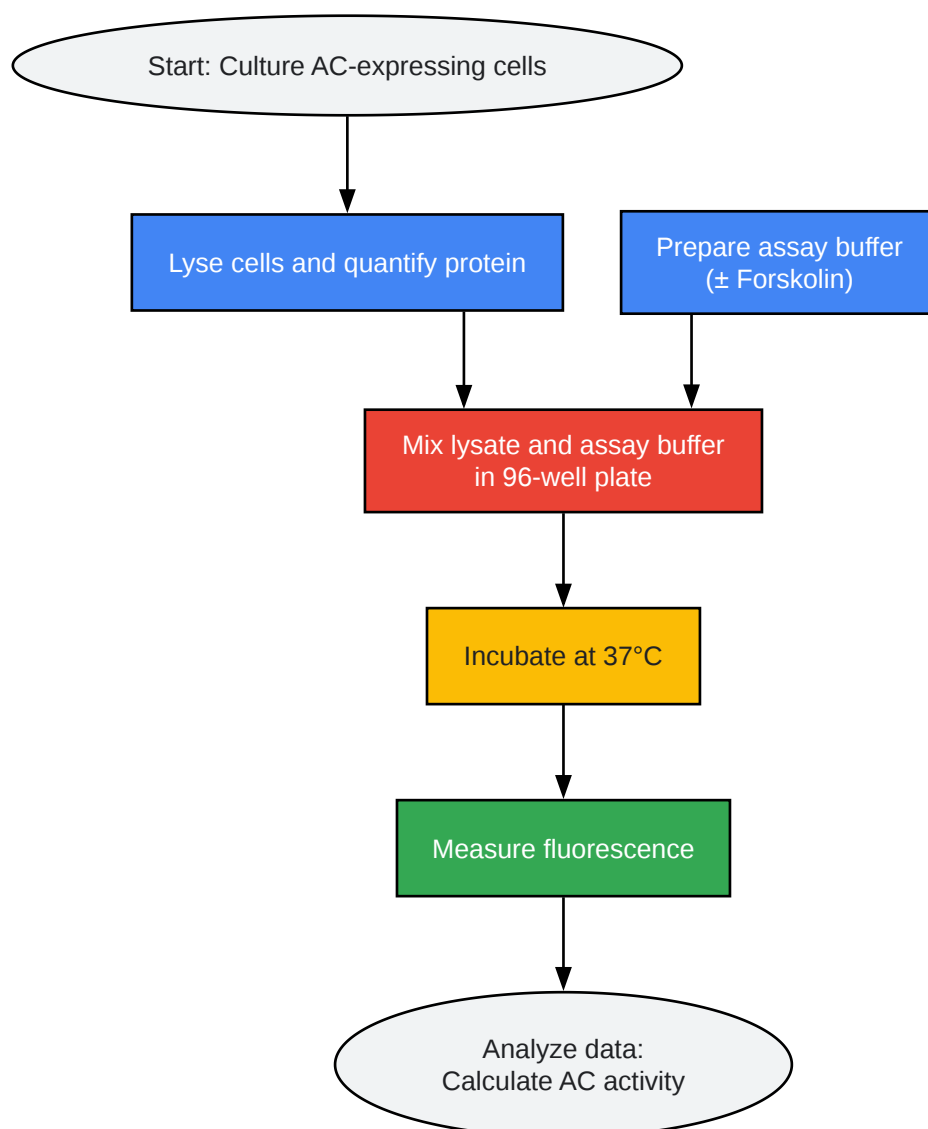 Start: Culture AC-expressing cells
Lyse cells and quantify protein
Prepare assay buffer
(± Forskolin)
Mix lysate and assay buffer
in 96-well plate
Incubate at 37°C
Measure fluorescence
Analyze data:
Calculate AC activity